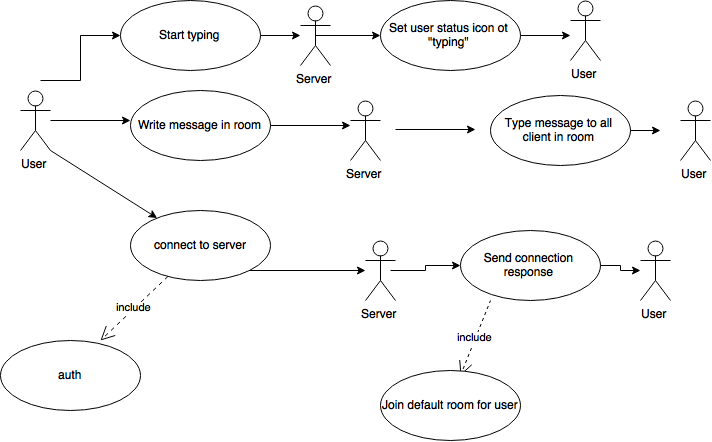 Start typing
Server
Set user status icon ot
"typing"
User
User
Write message in room
Server
Type message to all
client in room
User
connect to server
Server
Send connection
response
User
include
auth
include
Join default room for user